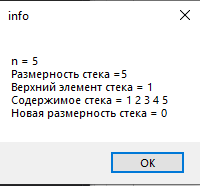 info
n = 5
Размерность стека =5
Верхний элемент стека = 1
Содержимое стека = 1 2 3 4 5
Новая размерность стека = 0
ОК